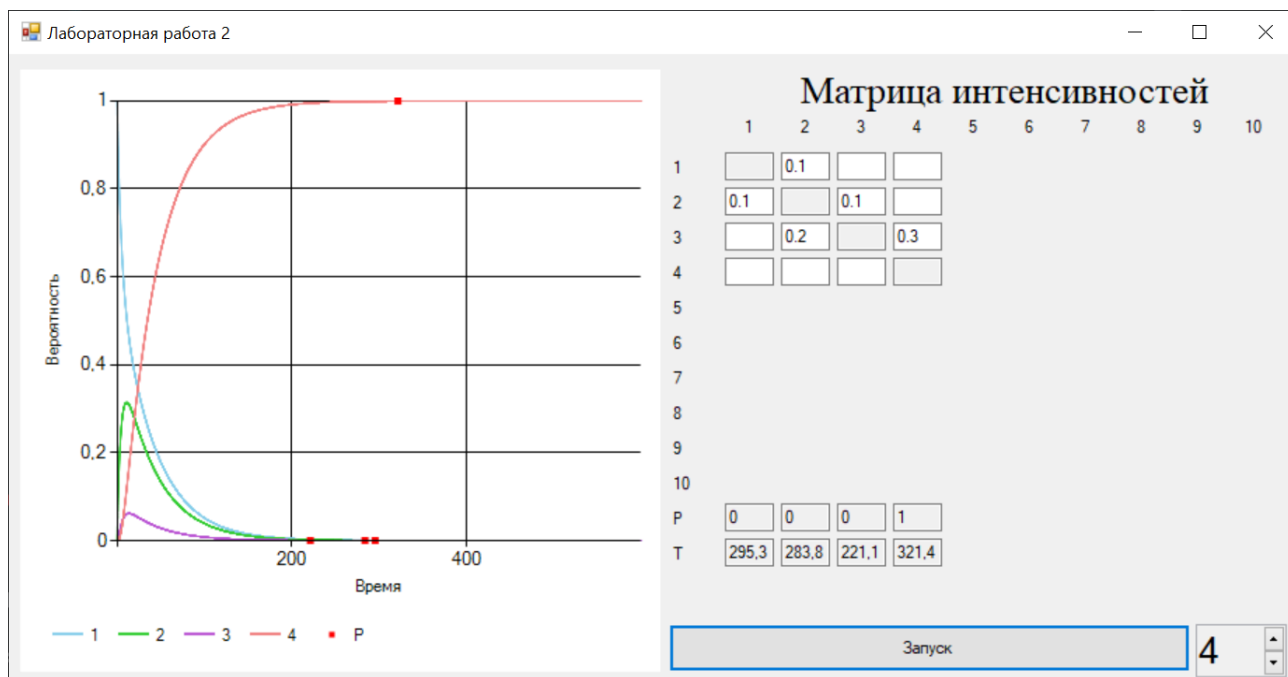 Лабораторная работа 2
1
0.8
0.6
0.4
0.2
0
200 400
Вероятность
Время
1 2 3 4 P
Матрица интенсивностей
1 2 3 4 5 6 7 8 9 10
1 0.1
2 0.1 0.1
3 0.2 0.3
4
5
6
7
8
9
10
P 0 0 0 1
T 295,3 283,8 221,1 321,4
Запуск 4